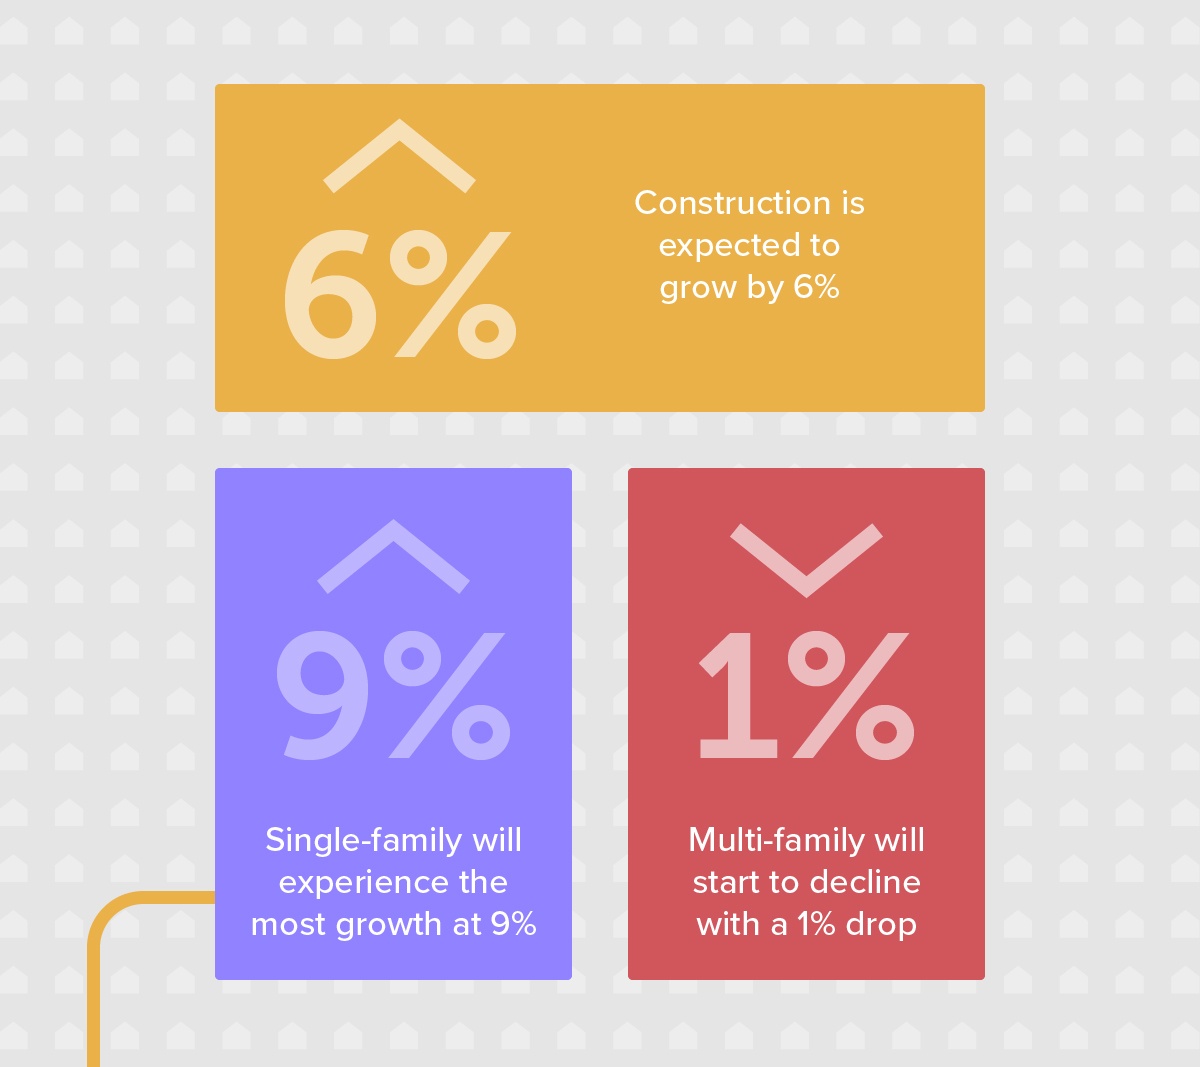 6%
Construction is
expected to
grow by 6%
9%
Single-family will
experience the
most growth at 9%
1%
Multi-family will
start to decline
with a 1% drop